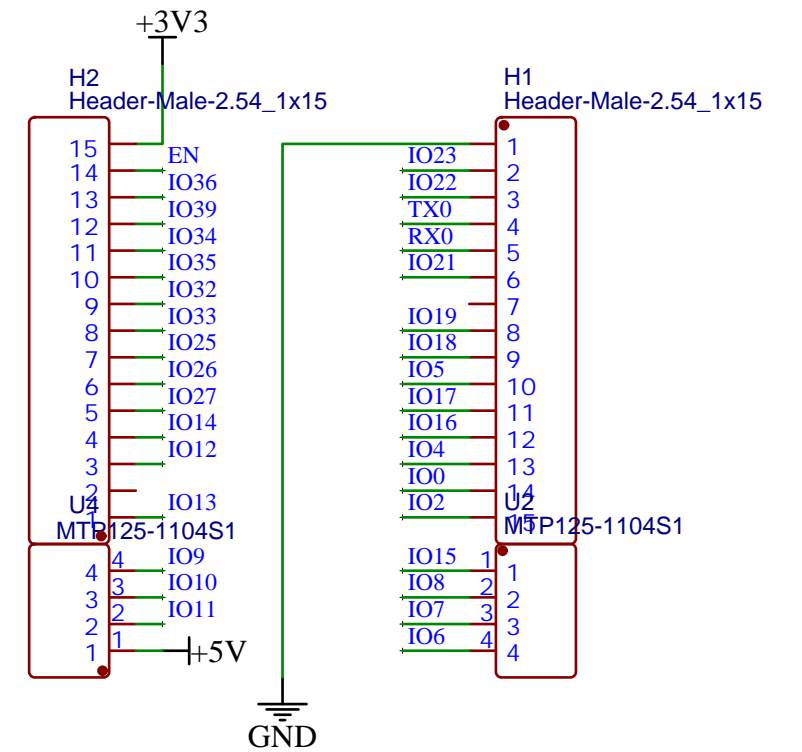 +3V3
H2
Header-Male-2.54_1x15
15
14 EN
13 IO36
12 IO39
11 IO34
10 IO35
9 IO32
8 IO33
7 IO25
6 IO26
5 IO27
4 IO14
3 IO12
2
1 IO13
U4
MTP125-1104S1
4 4 IO9
3 3 IO10
2 2 IO11
1 1 +5V
H1
Header-Male-2.54_1x15
1
IO23 2
IO22 3
TX0 4
RX0 5
IO21 6
7
IO19 8
IO18 9
IO5 10
IO17 11
IO16 12
IO4 13
IO0 14
IO2 15
U2
MTP125-1104S1
IO15 1 1
IO8 2 2
IO7 3 3
IO6 4 4
GND